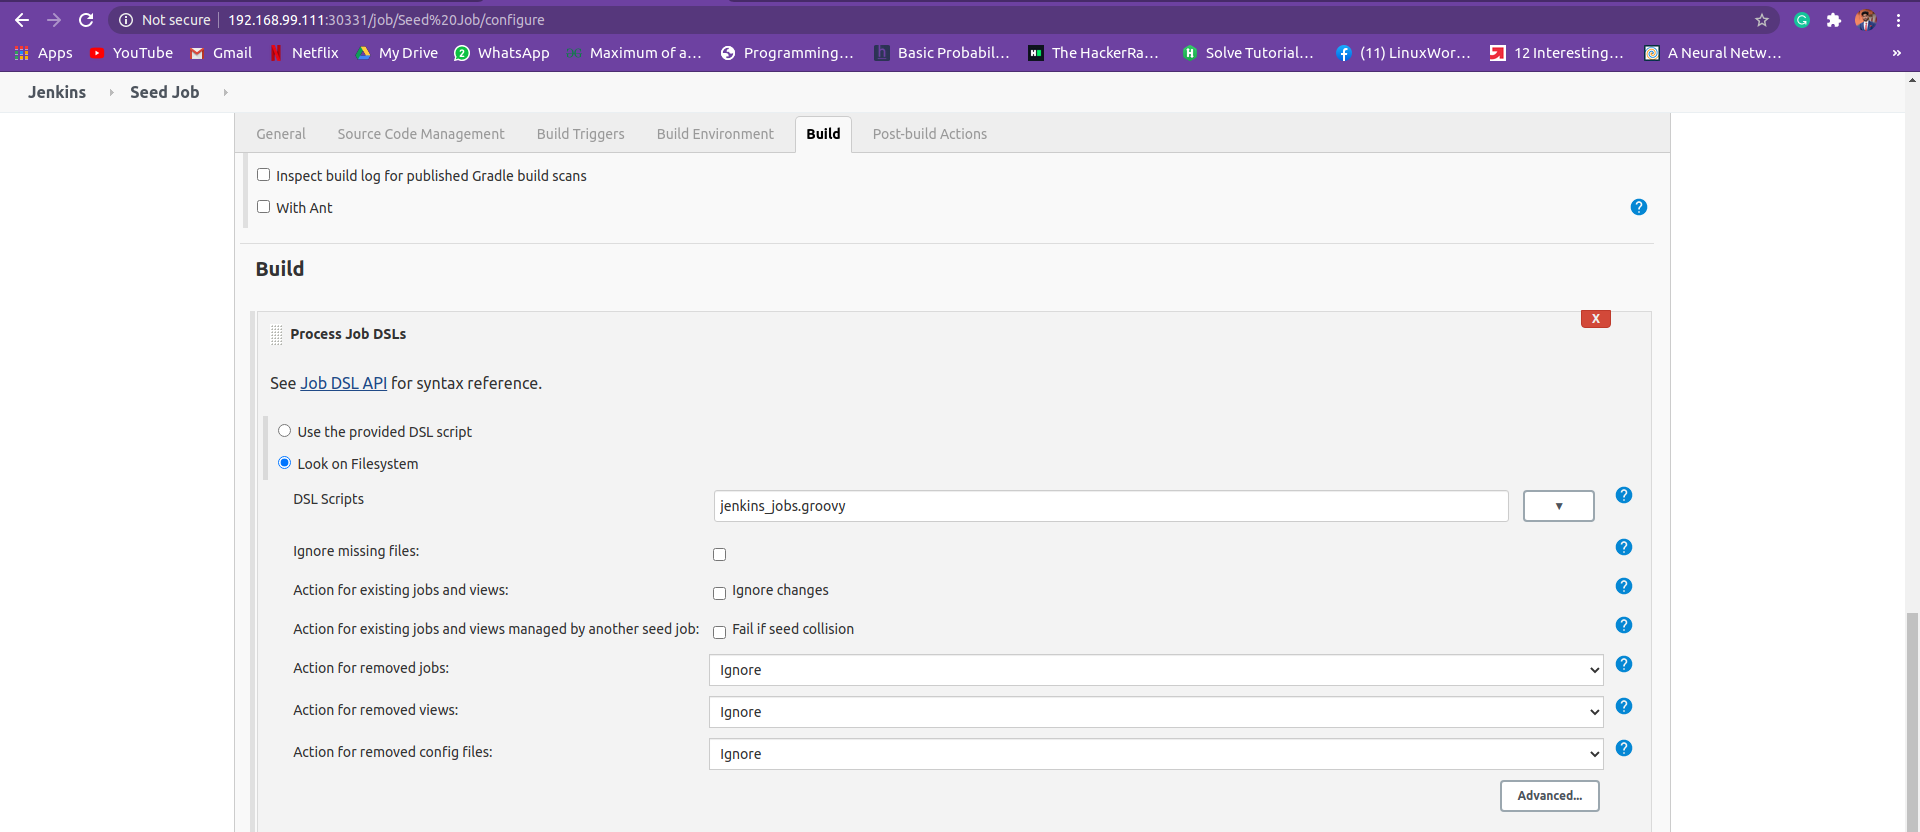 Not secure 192.168.99.111:30331/job/Seed%20Job/configure
Apps YouTube Gmail Netflix My Drive WhatsApp Maximum of a... Programming... Basic Probabil... The HackerRa... Solve Tutorial... (11) LinuxWor... 12 Interesting... A Neural Netw... »
Jenkins Seed Job
General Source Code Management Build Triggers Build Environment Build Post-build Actions
Inspect build log for published Gradle build scans
With Ant ?
Build
X
Process Job DSLs
See Job DSL API for syntax reference.
Use the provided DSL script
Look on Filesystem
DSL Scripts jenkins_jobs.groovy ▼ ?
Ignore missing files: ?
Action for existing jobs and views: Ignore changes ?
Action for existing jobs and views managed by another seed job: Fail if seed collision ?
Action for removed jobs: Ignore ?
Action for removed views: Ignore ?
Action for removed config files: Ignore ?
Advanced...